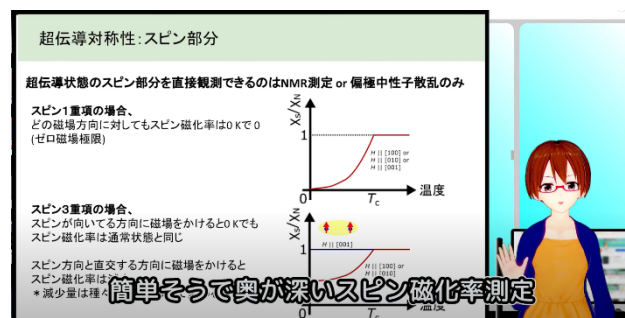 超伝導対称性：スピン部分
超伝導状態のスピン部分を直接観測できるのはNMR測定 or 偏極中性子散乱のみ
スピン1重項の場合、
どの磁場方向に対してもスピン磁化率は0 Kで 0
(ゼロ磁場極限)
χs/χN
1
H || [100] or
H || [010] or
H || [001]
0
Tc
温度
スピン3重項の場合、
スピンが向いてる方向に磁場をかけると0 Kでも
スピン磁化率は通常状態と同じ
スピン方向と直交する方向に磁場をかけると
スピン磁化率は
＊減少量は種々
χs/χN
1
H || [001]
H || [100] or
H || [010]
0
Tc
温度
簡単そうで奥が深いスピン磁化率測定